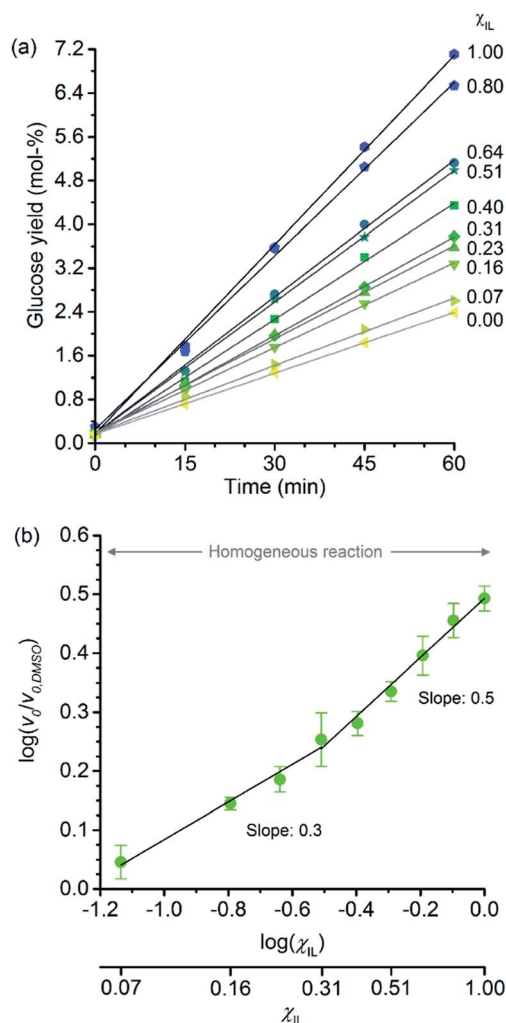 (a)
χIL
7.2
6.4
5.6
4.8
4.0
3.2
2.4
1.6
0.8
0.0
Glucose yield (mol-%)
1.00
0.80
0.64
0.51
0.40
0.31
0.23
0.16
0.07
0.00
0 15 30 45 60
Time (min)
(b)
0.6
0.5
0.4
0.3
0.2
0.1
0.0
log(v0/v0,DMSO)
Homogeneous reaction
Slope: 0.5
Slope: 0.3
-1.2 -1.0 -0.8 -0.6 -0.4 -0.2 0.0
log(χIL)
0.07 0.16 0.31 0.51 1.00
χIL